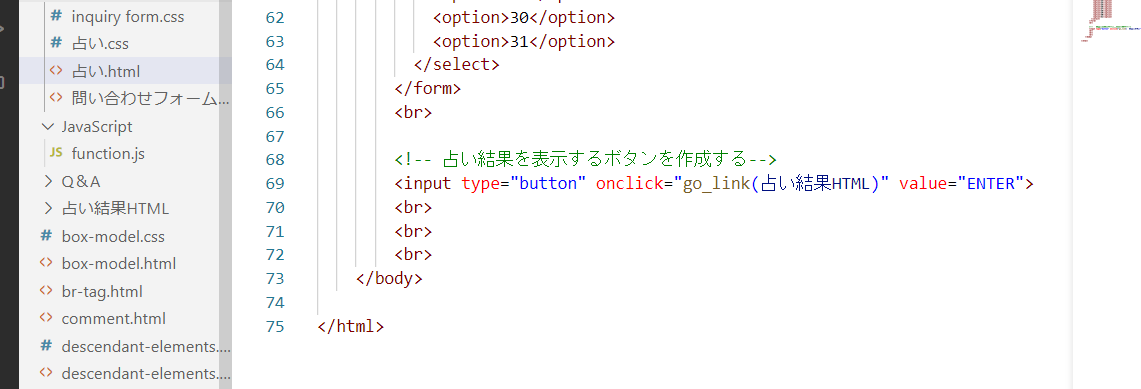 # inquiry form.css
# 占い.css
<> 占い.html
<> 問い合わせフォーム...
JavaScript
JS function.js
Q＆A
占い結果HTML
# box-model.css
<> box-model.html
<> br-tag.html
<> comment.html
# descendant-elements....
<> descendant-elements....
62 <option>30</option>
63 <option>31</option>
64 </select>
65 </form>
66 <br>
67
68 <!-- 占い結果を表示するボタンを作成する-->
69 <input type="button" onclick="go_link(占い結果HTML)" value="ENTER">
70 <br>
71 <br>
72 <br>
73 </body>
74
75 </html>